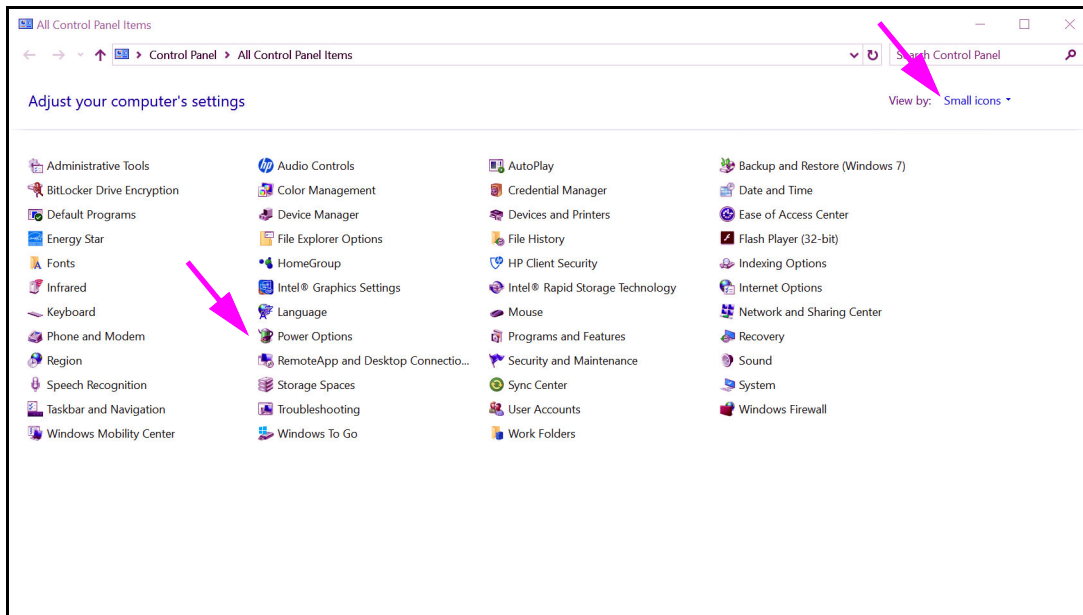 All Control Panel Items
Control Panel > All Control Panel Items
Search Control Panel
Adjust your computer's settings
View by: Small icons
Administrative Tools
Audio Controls
AutoPlay
Backup and Restore (Windows 7)
BitLocker Drive Encryption
Color Management
Credential Manager
Date and Time
Default Programs
Device Manager
Devices and Printers
Ease of Access Center
Energy Star
File Explorer Options
File History
Flash Player (32-bit)
Fonts
HomeGroup
HP Client Security
Indexing Options
Infrared
Intel® Graphics Settings
Intel® Rapid Storage Technology
Internet Options
Keyboard
Language
Mouse
Network and Sharing Center
Phone and Modem
Power Options
Programs and Features
Recovery
Region
RemoteApp and Desktop Connectio...
Security and Maintenance
Sound
Speech Recognition
Storage Spaces
Sync Center
System
Taskbar and Navigation
Troubleshooting
User Accounts
Windows Firewall
Windows Mobility Center
Windows To Go
Work Folders